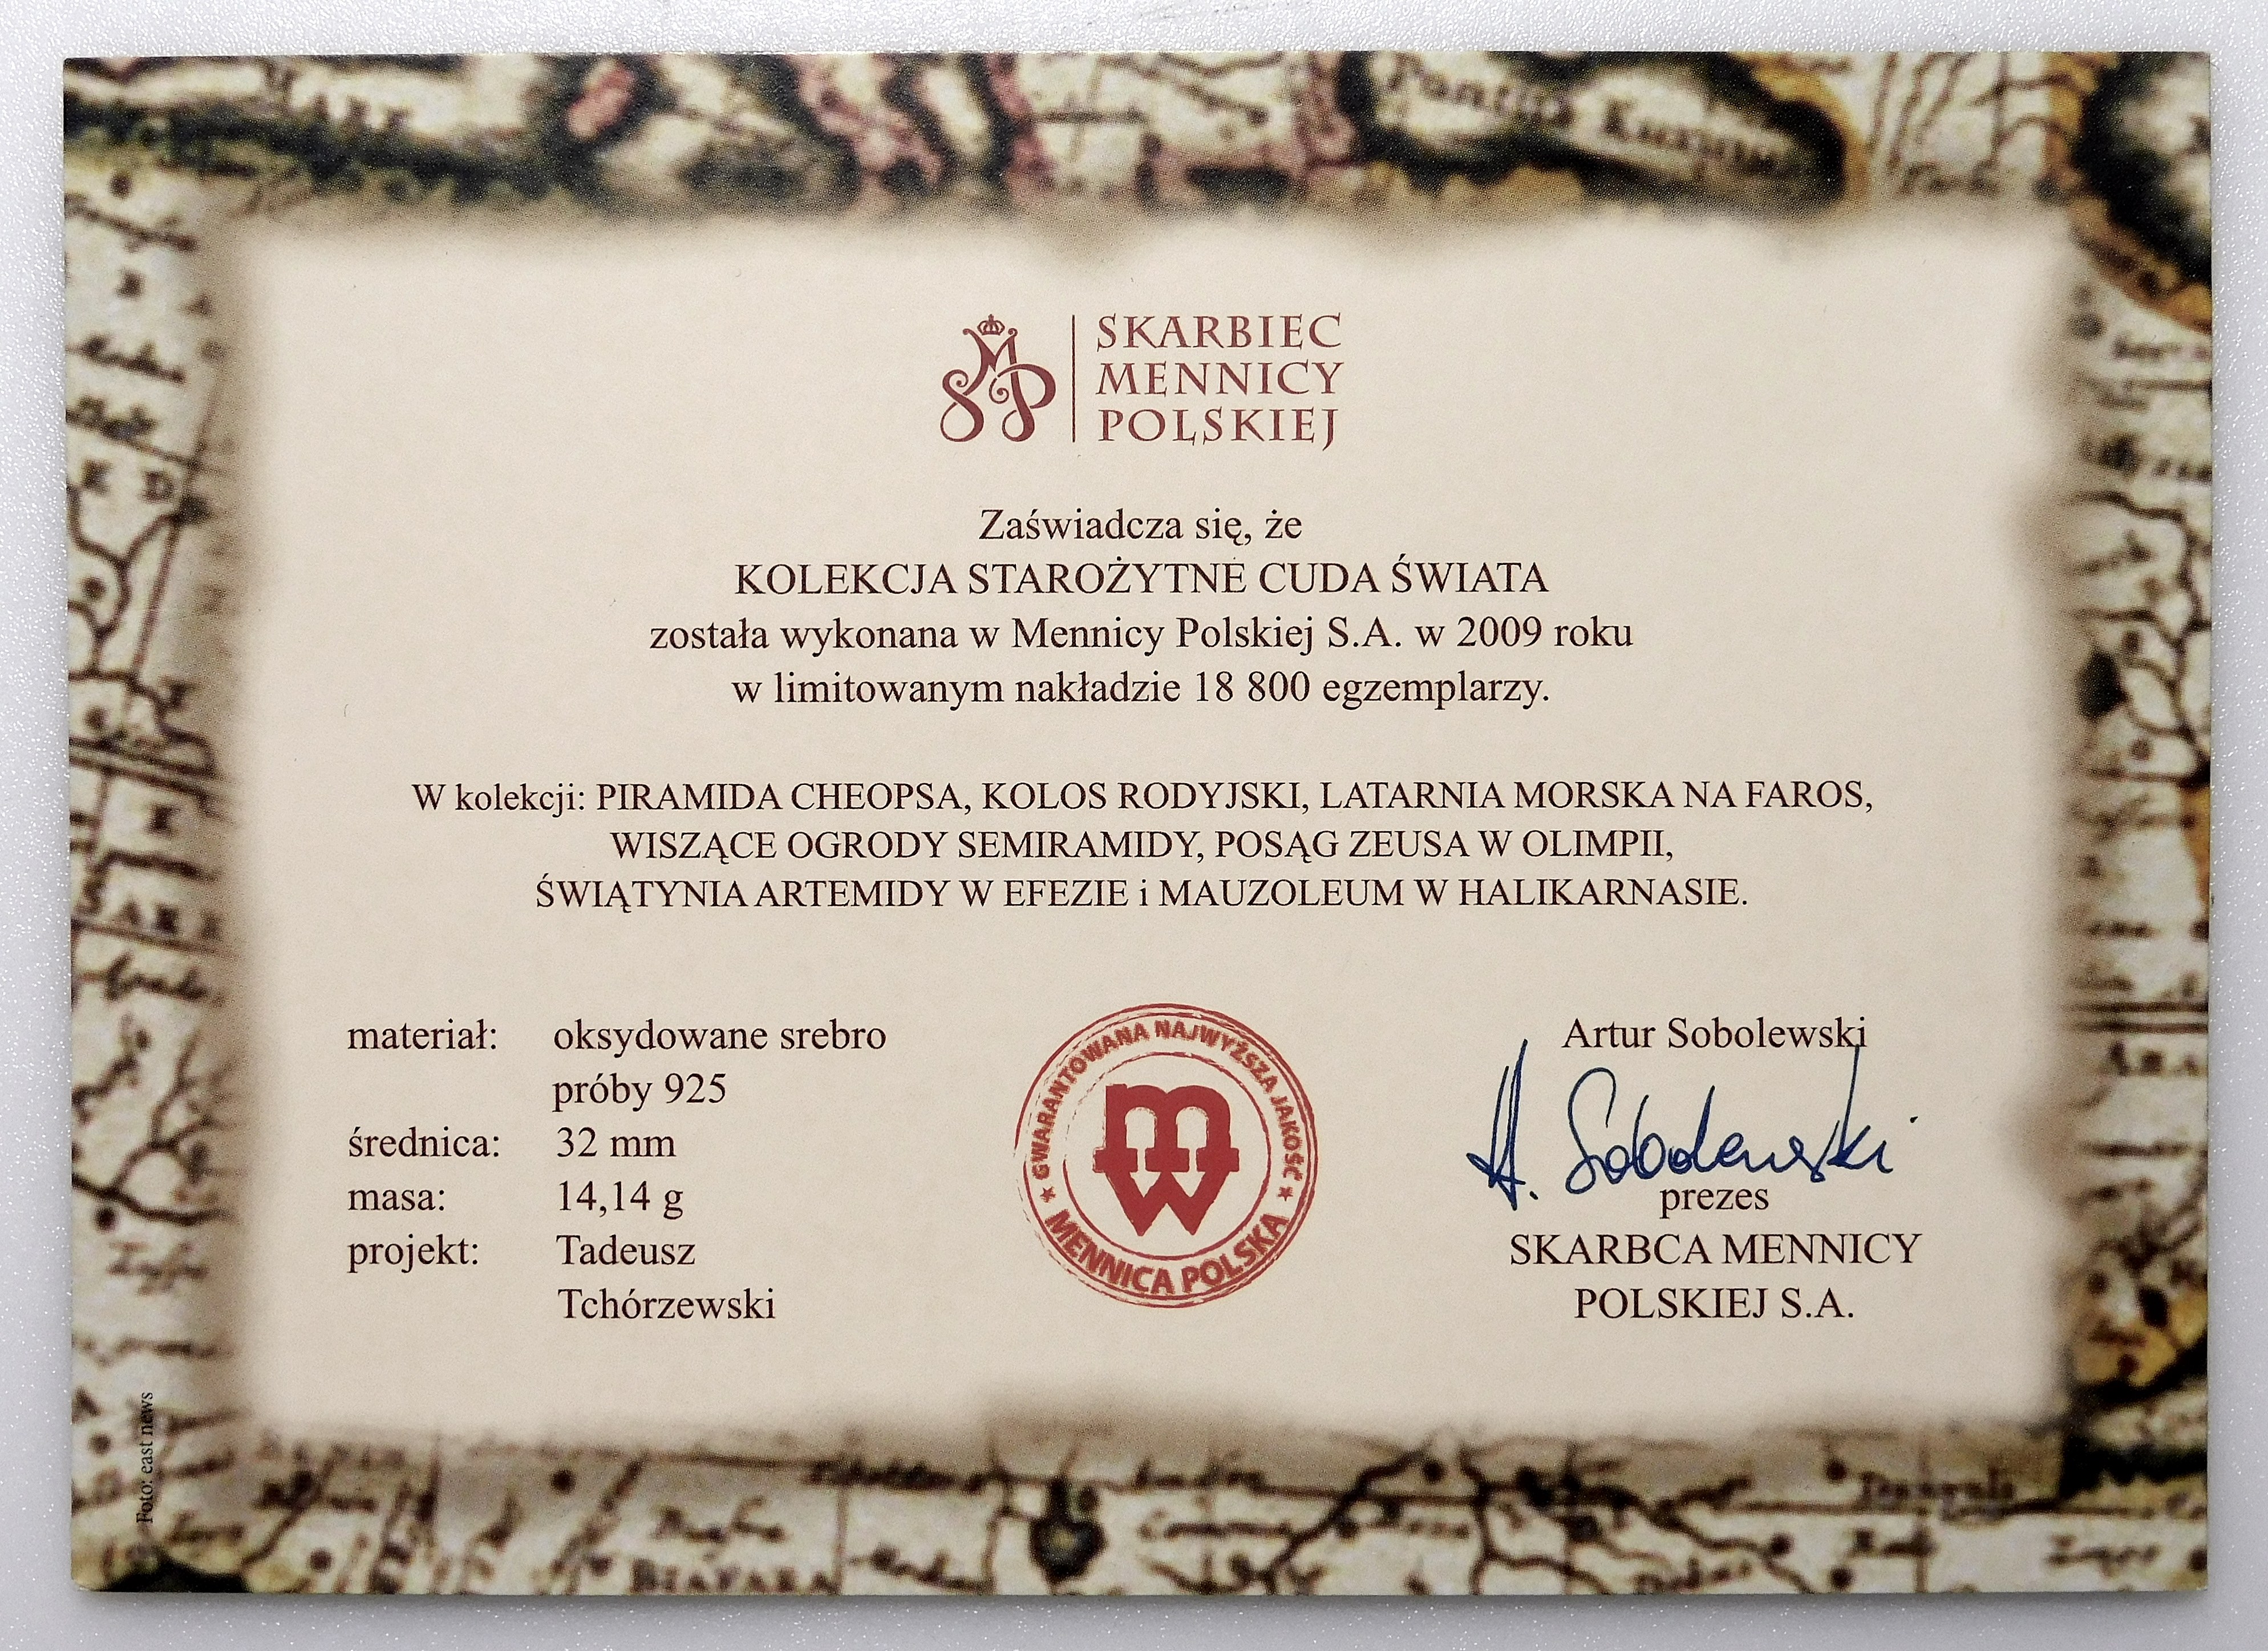 SKARBIEC
MENNICY
POLSKIEJ
Zaświadcza się, że
KOLEKCJA STAROŻYTNE CUDA ŚWIATA
została wykonana w Mennicy Polskiej S.A. w 2009 roku
w limitowanym nakładzie 18 800 egzemplarzy.
W kolekcji: PIRAMIDA CHEOPSA, KOLOS RODYJSKI, LATARNIA MORSKA NA FAROS,
WISZĄCE OGRODY SEMIRAMIDY, POSĄG ZEUSA W OLIMPII,
ŚWIĄTYNIA ARTEMIDY W EFEZIE i MAUZOLEUM W HALIKARNASIE.
materiał: oksydowane srebro
próby 925
średnica: 32 mm
masa: 14,14 g
projekt: Tadeusz
Tchórzewski
GWARANTOWANA NAJWYŻSZA JAKOŚĆ
MW
MENNICA POLSKA
Artur Sobolewski
A. Sobolewski
prezes
SKARBCA MENNICY
POLSKIEJ S.A.
Foto: east news
BIAFARA